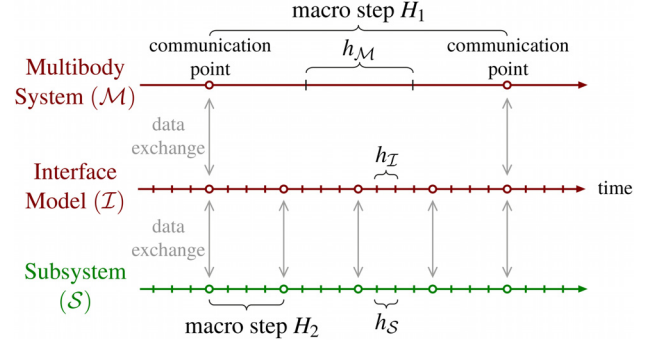 macro step H₁
communication point
h_ℳ
communication point
Multibody System (ℳ)
data exchange
h_ℐ
Interface Model (ℐ)
time
data exchange
Subsystem (𝒮)
macro step H₂
h_𝒮